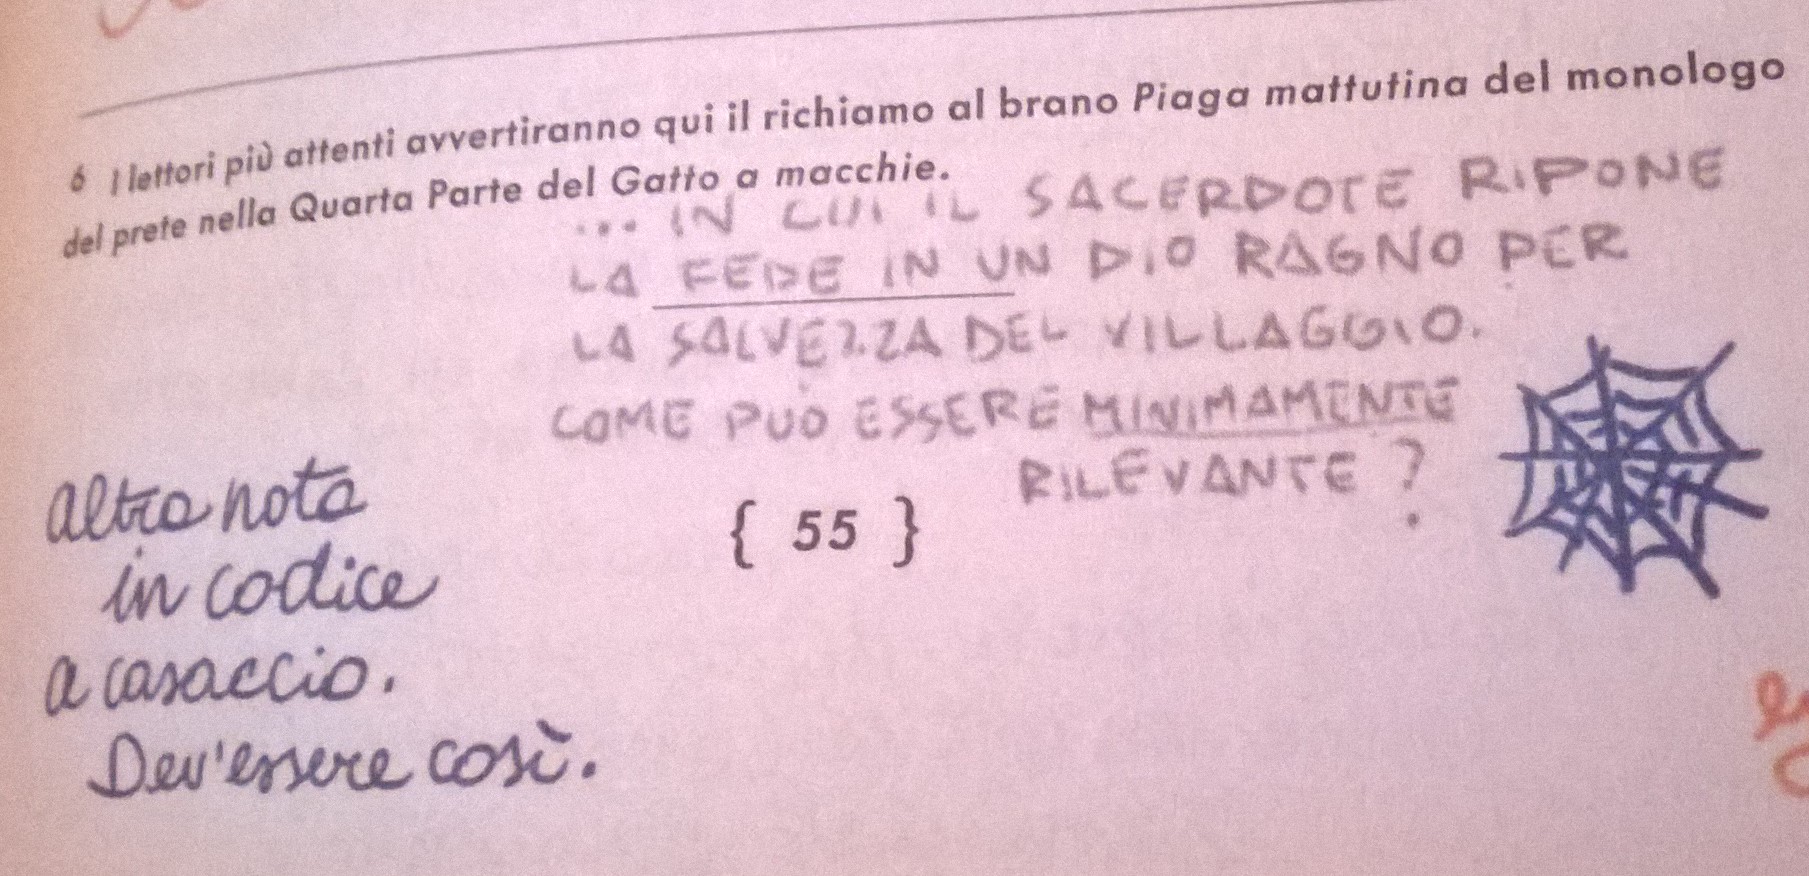 6 I lettori più attenti avvertiranno qui il richiamo al brano Piaga mattutina del monologo
del prete nella Quarta Parte del Gatto a macchie.
... IN CUI IL SACERDOTE RIPONE
LA FEDE IN UN DIO RAGNO PER
LA SALVEZZA DEL VILLAGGIO.
COME PUÒ ESSERE MINIMAMENTE
RILEVANTE ?
altra nota
in codice
a casaccio.
Dev'essere così.
{ 55 }